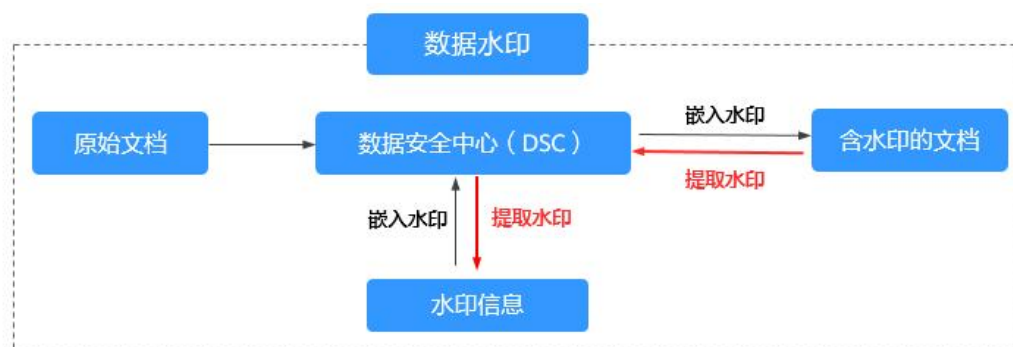 数据水印
原始文档
数据安全中心（DSC）
嵌入水印
含水印的文档
提取水印
嵌入水印
提取水印
水印信息